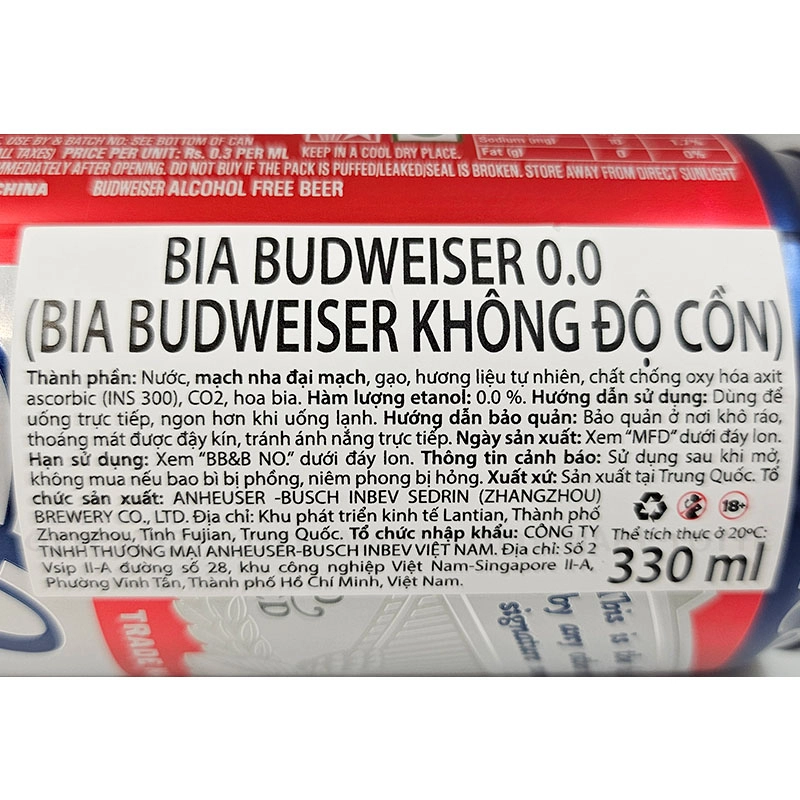 USE BY & BATCH NO: SEE BOTTOM OF CAN
ALL TAXES) PRICE PER UNIT: Rs. 0.3 PER ML KEEP IN A COOL DRY PLACE.
Sodium (mg)
Fat (g) 0 0%
IMMEDIATELY AFTER OPENING. DO NOT BUY IF THE PACK IS PUFFED/LEAKED/SEAL IS BROKEN. STORE AWAY FROM DIRECT SUNLIGHT
CHINA BUDWEISER ALCOHOL FREE BEER
BIA BUDWEISER 0.0
(BIA BUDWEISER KHÔNG ĐỘ CỒN)
Thành phần: Nước, mạch nha đại mạch, gạo, hương liệu tự nhiên, chất chống oxy hóa axit
ascorbic (INS 300), CO2, hoa bia. Hàm lượng etanol: 0.0 %. Hướng dẫn sử dụng: Dùng để
uống trực tiếp, ngon hơn khi uống lạnh. Hướng dẫn bảo quản: Bảo quản ở nơi khô ráo,
thoáng mát được đậy kín, tránh ánh nắng trực tiếp. Ngày sản xuất: Xem "MFD" dưới đáy lon.
Hạn sử dụng: Xem "BB&B NO." dưới đáy lon. Thông tin cảnh báo: Sử dụng sau khi mở,
không mua nếu bao bì bị phồng, niêm phong bị hỏng. Xuất xứ: Sản xuất tại Trung Quốc. Tổ
chức sản xuất: ANHEUSER -BUSCH INBEV SEDRIN (ZHANGZHOU)
BREWERY CO., LTD. Địa chỉ: Khu phát triển kinh tế Lantian, Thành phố
Zhangzhou, Tỉnh Fujian, Trung Quốc. Tổ chức nhập khẩu: CÔNG TY
TNHH THƯƠNG MẠI ANHEUSER-BUSCH INBEV VIỆT NAM. Địa chỉ: Số 2
Vsip II-A đường số 28, khu công nghiệp Việt Nam-Singapore II-A,
Phường Vĩnh Tân, Thành phố Hồ Chí Minh, Việt Nam.
18+
Thể tích thực ở 20ºC:
330 ml
TRADE
This is the
by any
signature